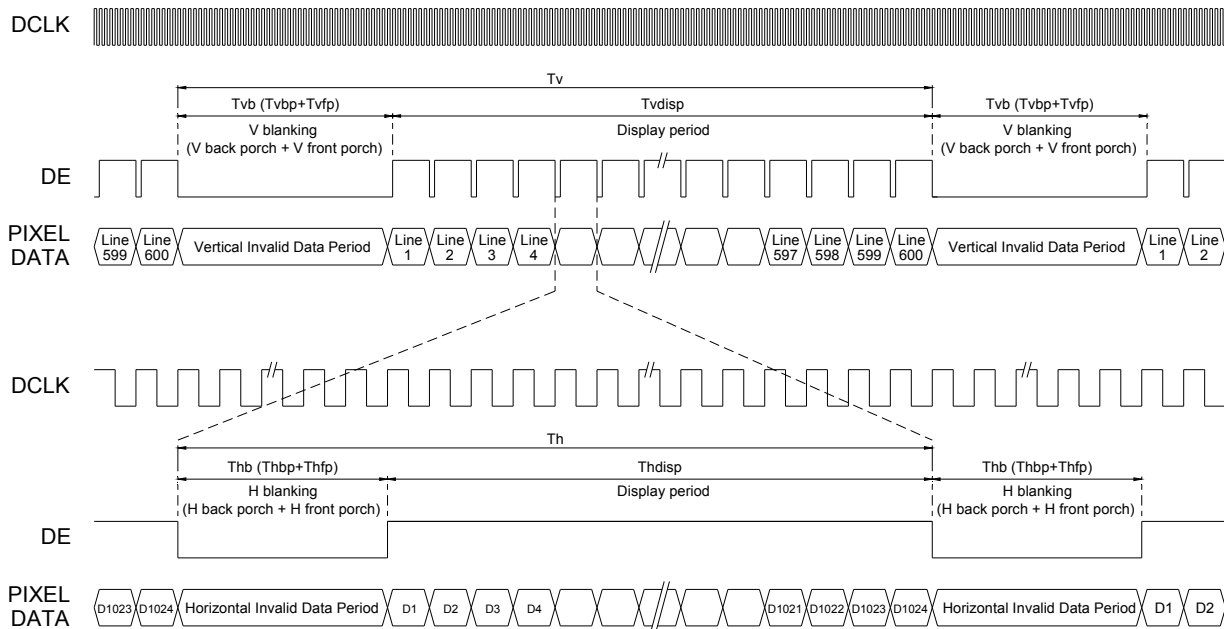 DCLK
Tv
Tvb (Tvbp+Tvfp)
Tvdisp
Tvb (Tvbp+Tvfp)
V blanking
(V back porch + V front porch)
Display period
V blanking
(V back porch + V front porch)
DE
PIXEL
DATA
Line
599
Line
600
Vertical Invalid Data Period
Line
1
Line
2
Line
3
Line
4
Line
597
Line
598
Line
599
Line
600
Vertical Invalid Data Period
Line
1
Line
2
DCLK
Th
Thb (Thbp+Thfp)
Thdisp
Thb (Thbp+Thfp)
H blanking
(H back porch + H front porch)
Display period
H blanking
(H back porch + H front porch)
DE
PIXEL
DATA
D1023
D1024
Horizontal Invalid Data Period
D1
D2
D3
D4
D1021
D1022
D1023
D1024
Horizontal Invalid Data Period
D1
D2